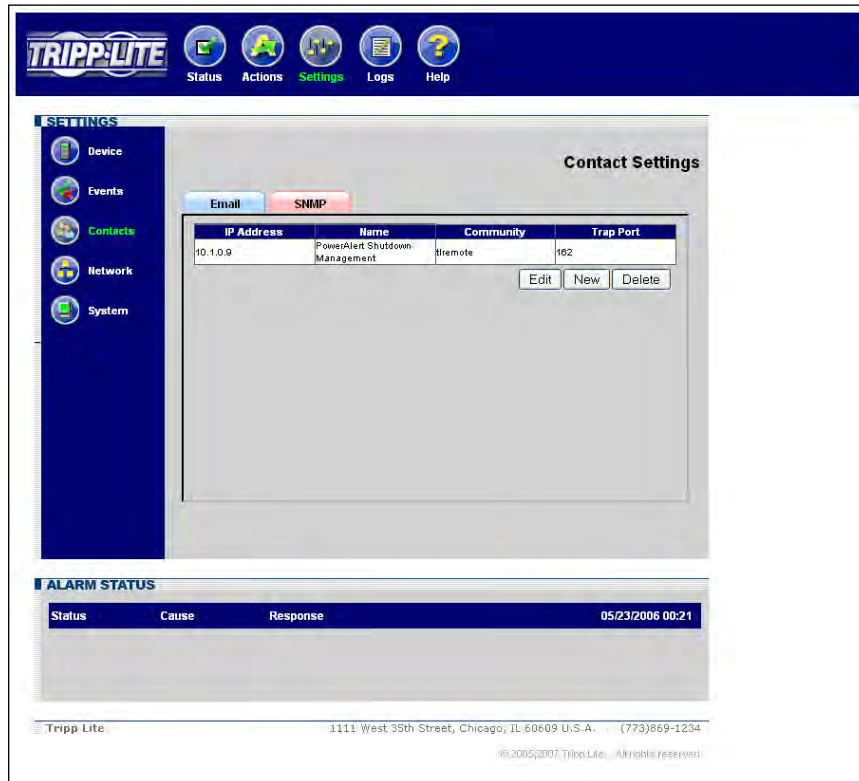 TRIPP·LITE
Status Actions Settings Logs Help
SETTINGS
Device
Events
Contacts
Network
System
Contact Settings
Email SNMP
IP Address Name Community Trap Port
10.1.0.9 PowerAlert Shutdown Management tlremote 162
Edit New Delete
ALARM STATUS
Status Cause Response 05/23/2006 00:21
Tripp Lite 1111 West 35th Street, Chicago, IL 60609 U.S.A. (773)869-1234
© 2005,2007 Tripp Lite. All rights reserved